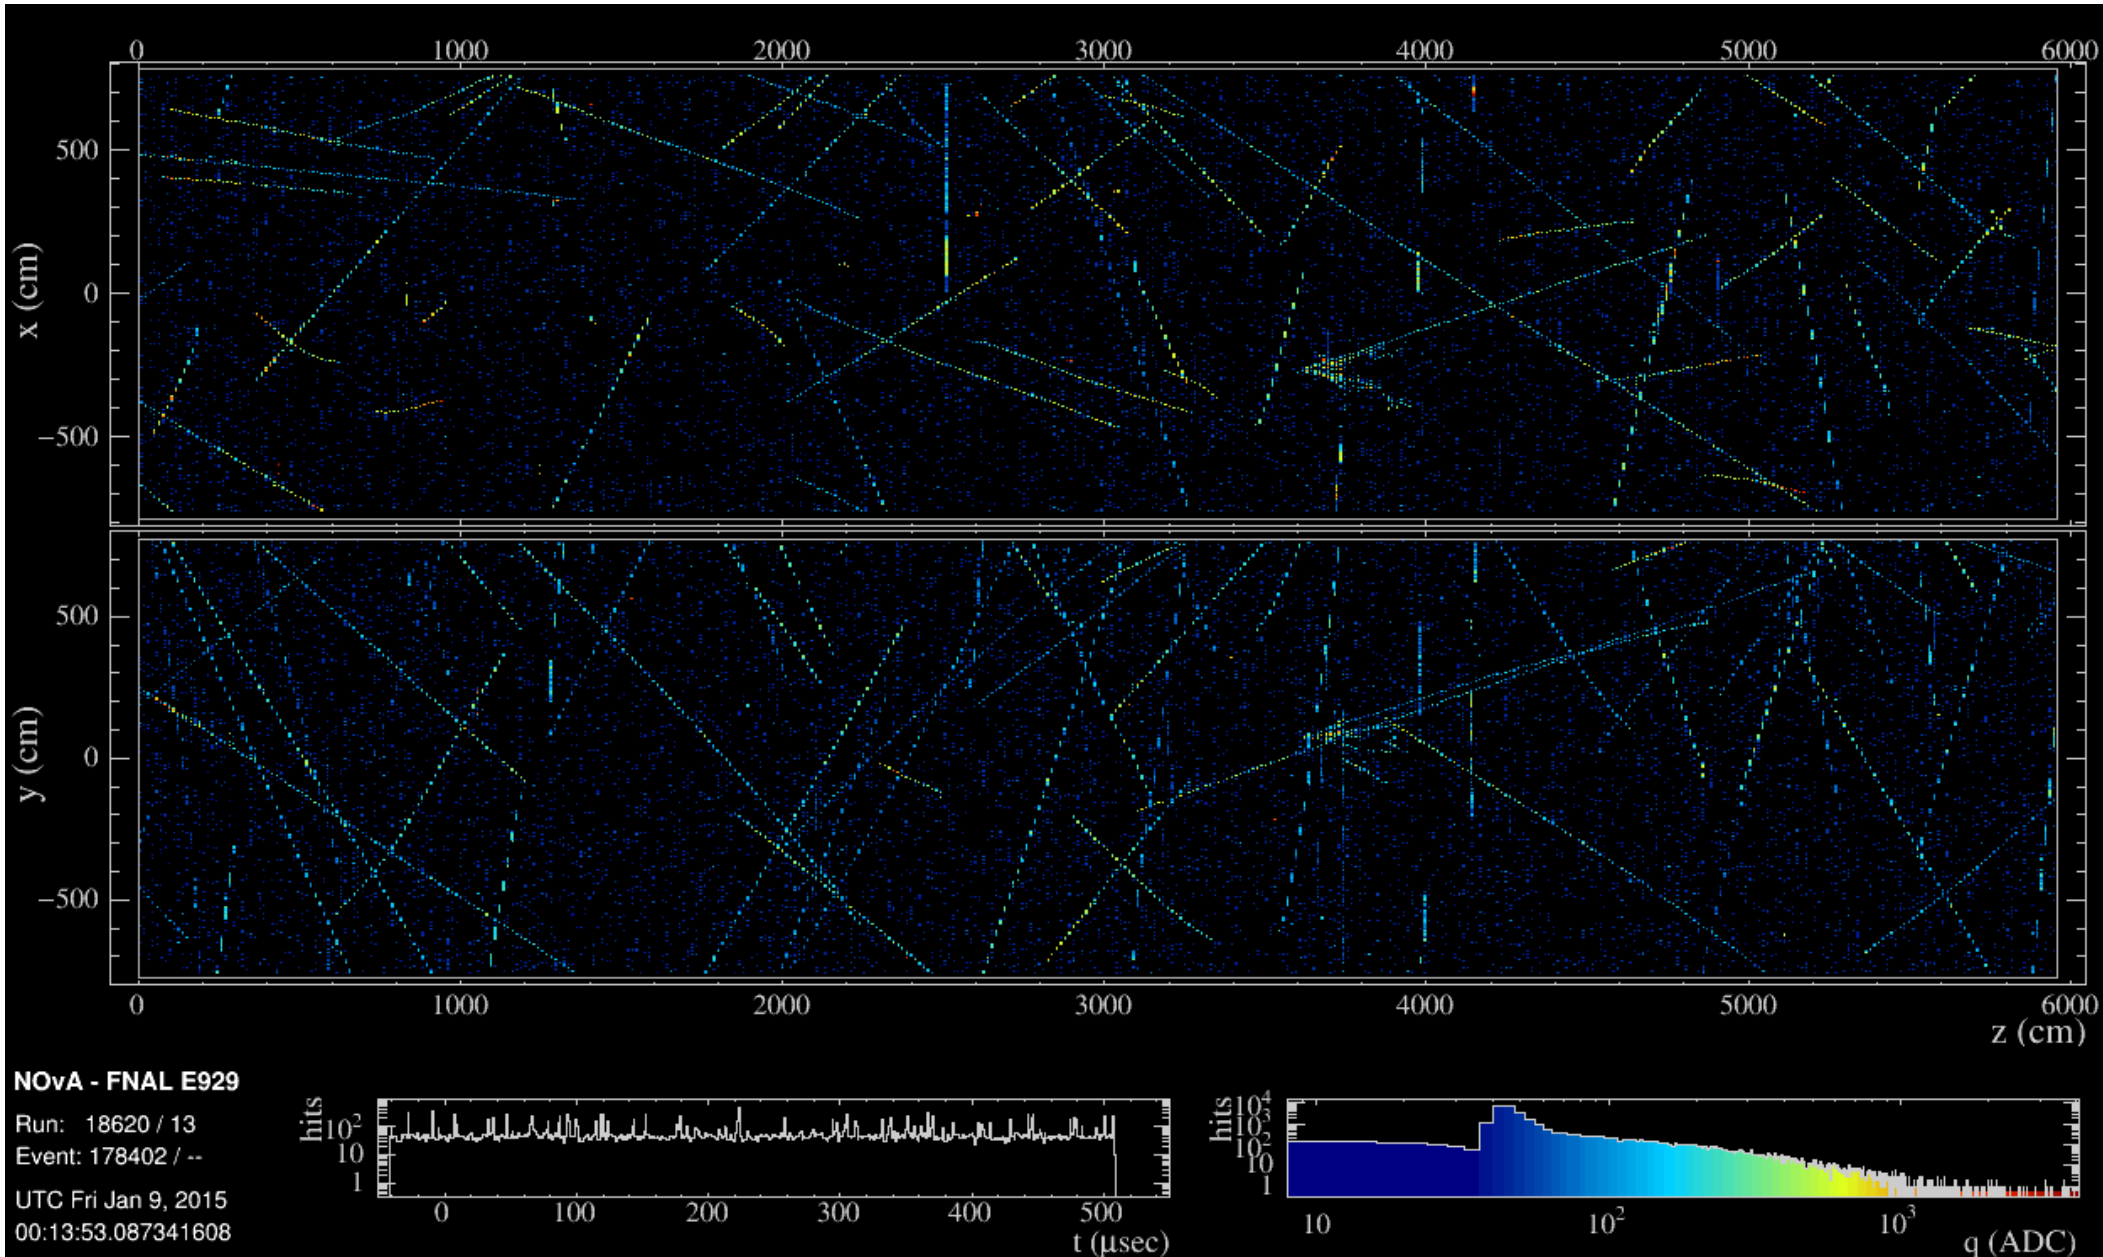 0 1000 2000 3000 4000 5000 6000
500
0
−500
x (cm)
500
0
−500
y (cm)
0 1000 2000 3000 4000 5000 6000
z (cm)
NOvA - FNAL E929
Run: 18620 / 13
Event: 178402 / --
UTC Fri Jan 9, 2015
00:13:53.087341608
hits
10²
10
1
0 100 200 300 400 500
t (μsec)
hits
10⁴
10³
10²
10
1
10 10² 10³
q (ADC)